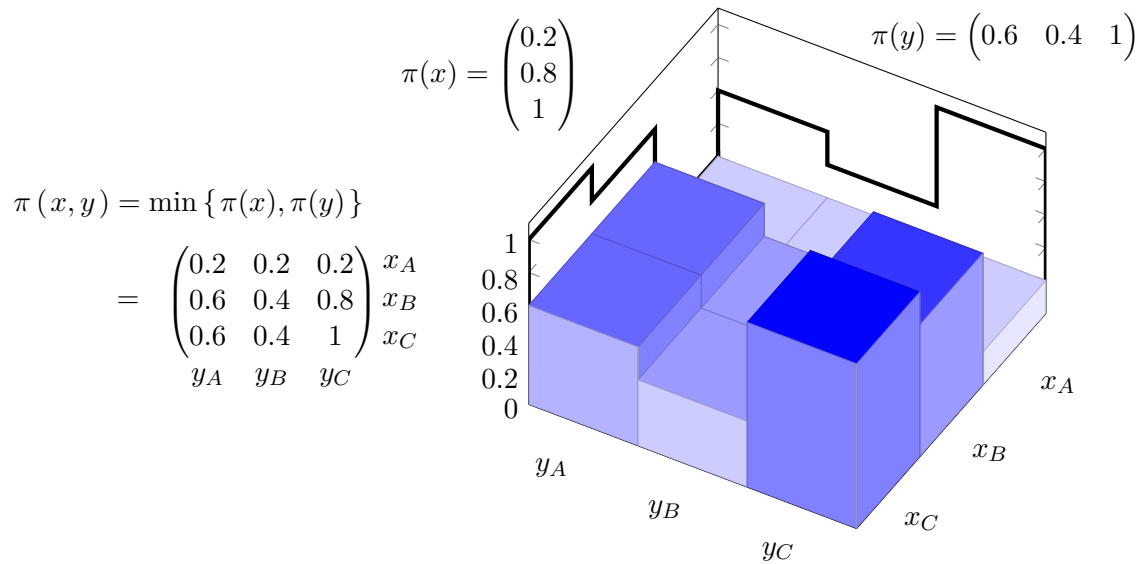 π(x) = (0.2
0.8
1)
π(y) = (0.6 0.4 1)
π(x, y) = min{π(x), π(y)}
= (0.2 0.2 0.2) x_A
(0.6 0.4 0.8) x_B
(0.6 0.4 1) x_C
y_A y_B y_C
1
0.8
0.6
0.4
0.2
0
y_A
y_B
y_C
x_C
x_B
x_A